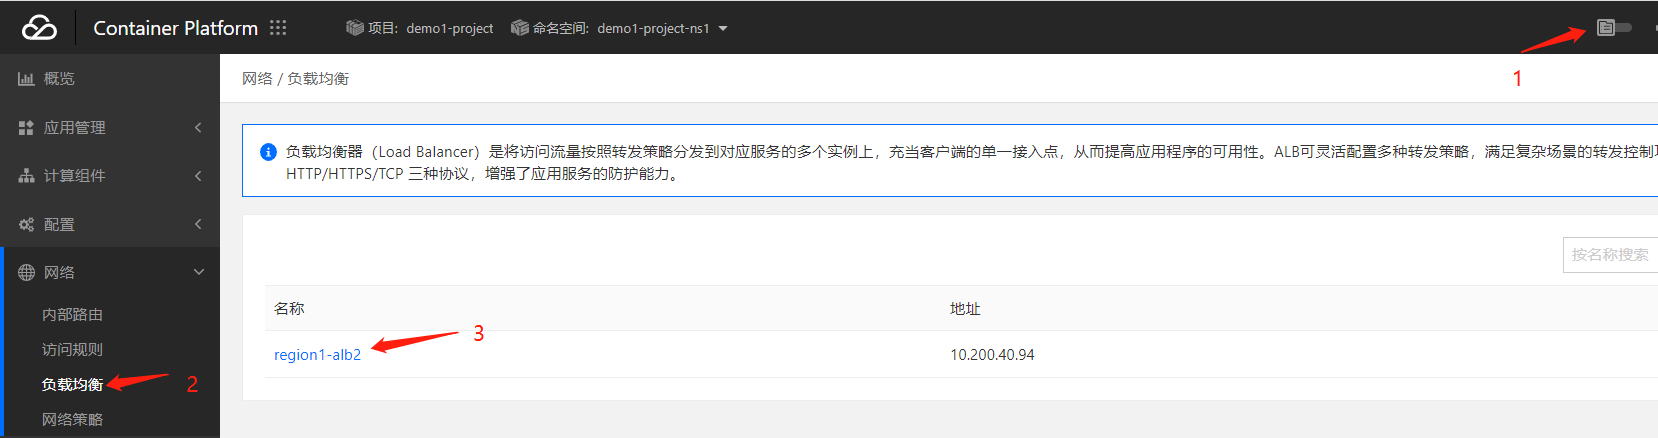 Container Platform 项目: demo1-project 命名空间: demo1-project-ns1
1
概览
应用管理
计算组件
配置
网络
内部路由
访问规则
负载均衡 2
网络策略
网络 / 负载均衡
负载均衡器（Load Balancer）是将访问流量按照转发策略分发到对应服务的多个实例上，充当客户端的单一接入点，从而提高应用程序的可用性。ALB可灵活配置多种转发策略，满足复杂场景的转发控制
HTTP/HTTPS/TCP 三种协议，增强了应用服务的防护能力。
按名称搜索
名称 地址
region1-alb2 3 10.200.40.94